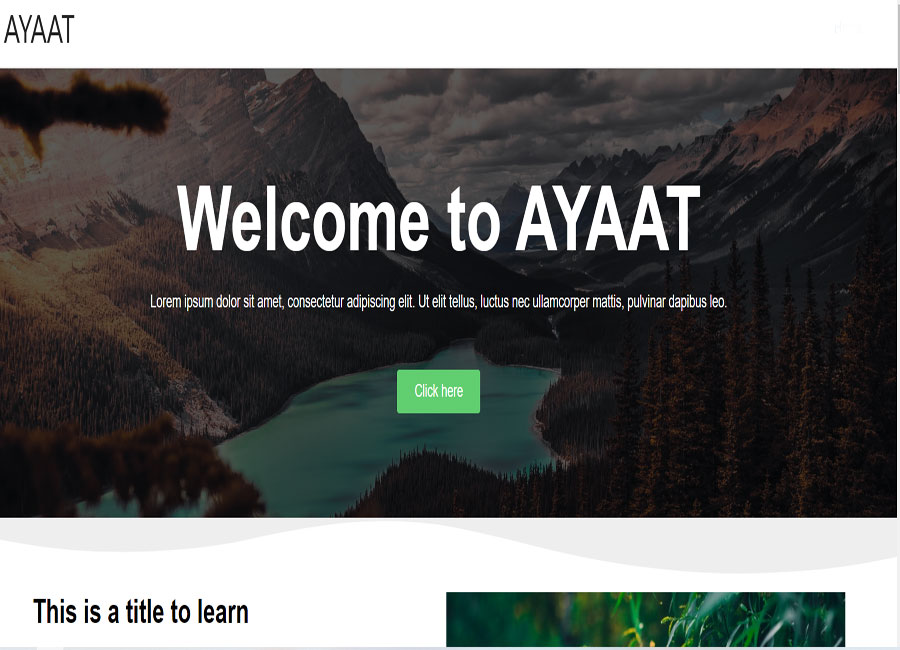 AYAAT
Welcome to AYAAT
Lorem ipsum dolor sit amet, consectetur adipiscing elit. Ut elit tellus, luctus nec ullamcorper mattis, pulvinar dapibus leo.
Click here
This is a title to learn